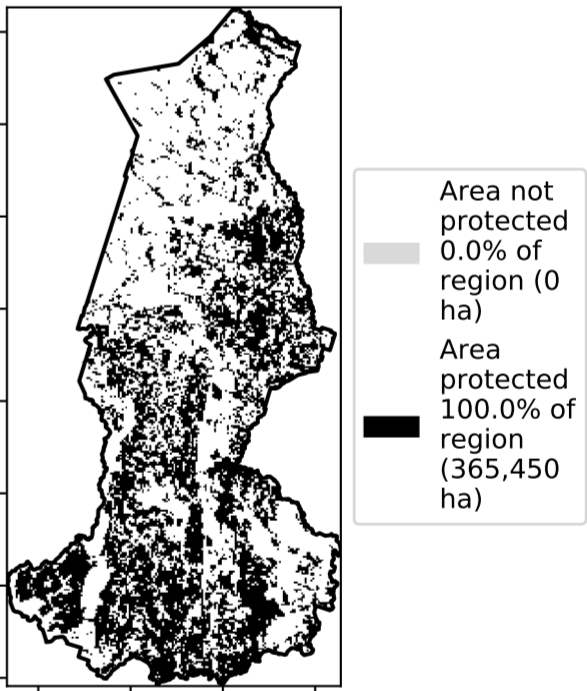 Area not
protected
0.0% of
region (0
ha)
Area
protected
100.0% of
region
(365,450
ha)